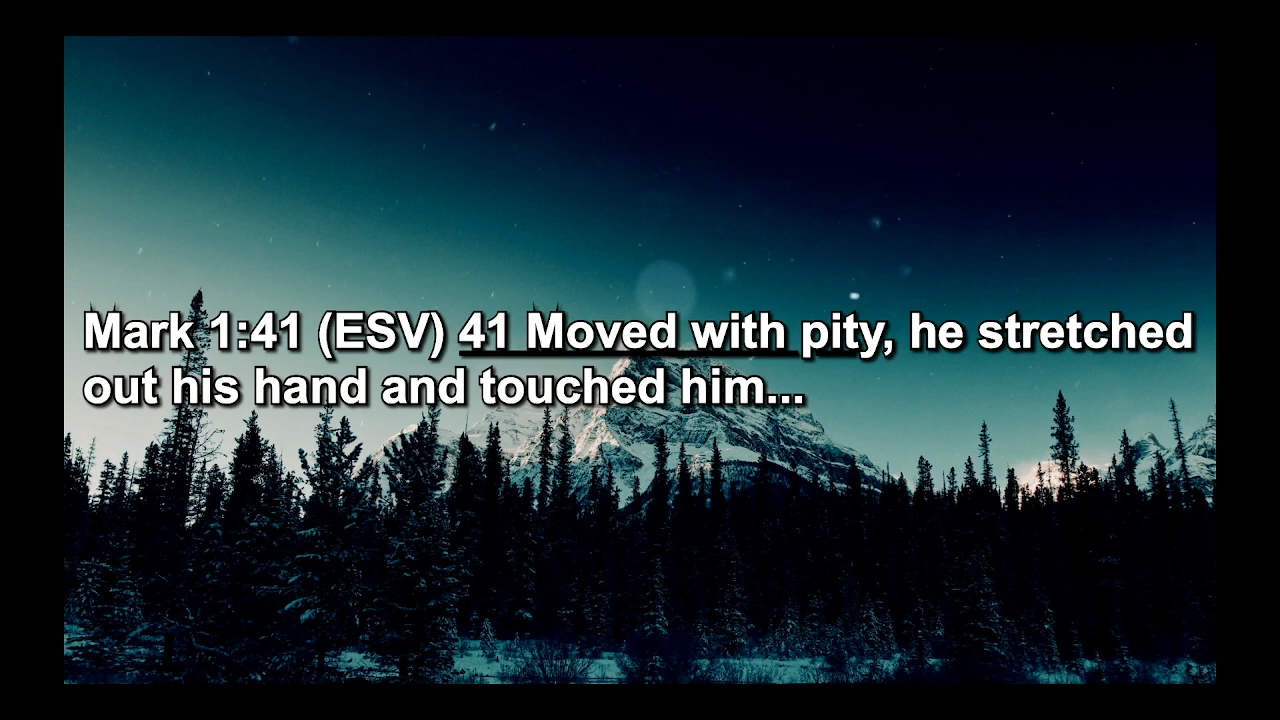 Mark 1:41 (ESV) 41 Moved with pity, he stretched
out his hand and touched him...